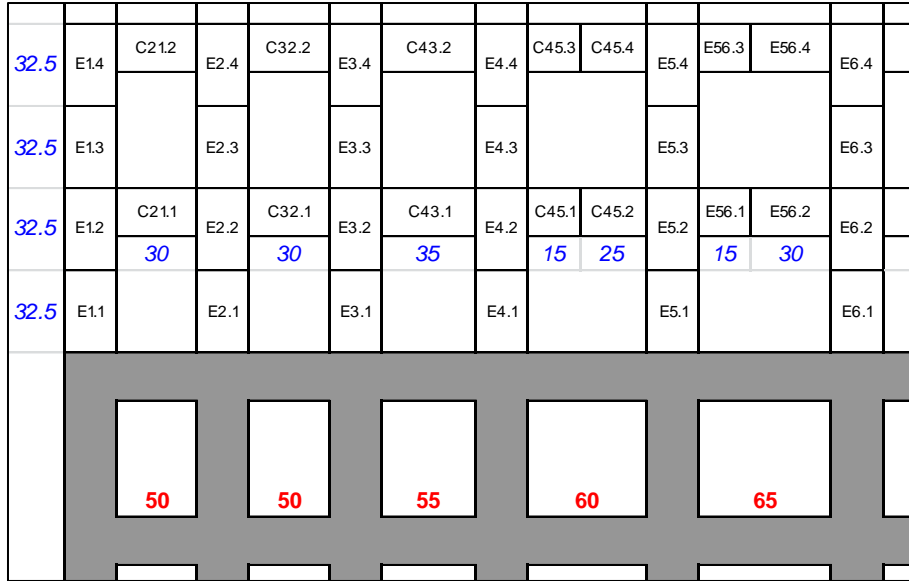 C21.2 C32.2 C43.2 C45.3 C45.4 E56.3 E56.4
32.5 E1.4 E2.4 E3.4 E4.4 E5.4 E6.4
32.5 E1.3 E2.3 E3.3 E4.3 E5.3 E6.3
C21.1 C32.1 C43.1 C45.1 C45.2 E56.1 E56.2
32.5 E1.2 E2.2 E3.2 E4.2 E5.2 E6.2
30 30 35 15 25 15 30
32.5 E1.1 E2.1 E3.1 E4.1 E5.1 E6.1
50 50 55 60 65